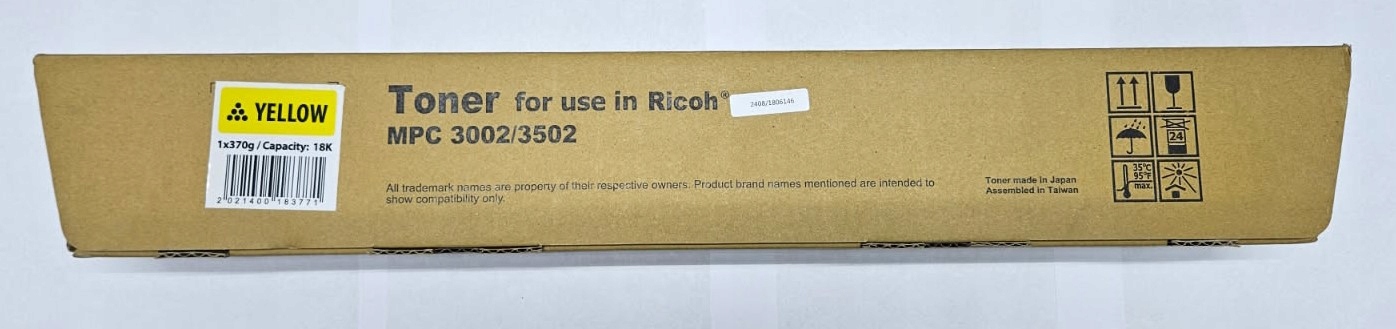 YELLOW
1x370g / Capacity: 18K
2 021400 183771
Toner for use in Ricoh®
2408/1806146
MPC 3002/3502
All trademark names are property of their respective owners. Product brand names mentioned are intended to
show compatibility only.
Toner made in Japan
Assembled in Taiwan
24
35°C
95°F
max.